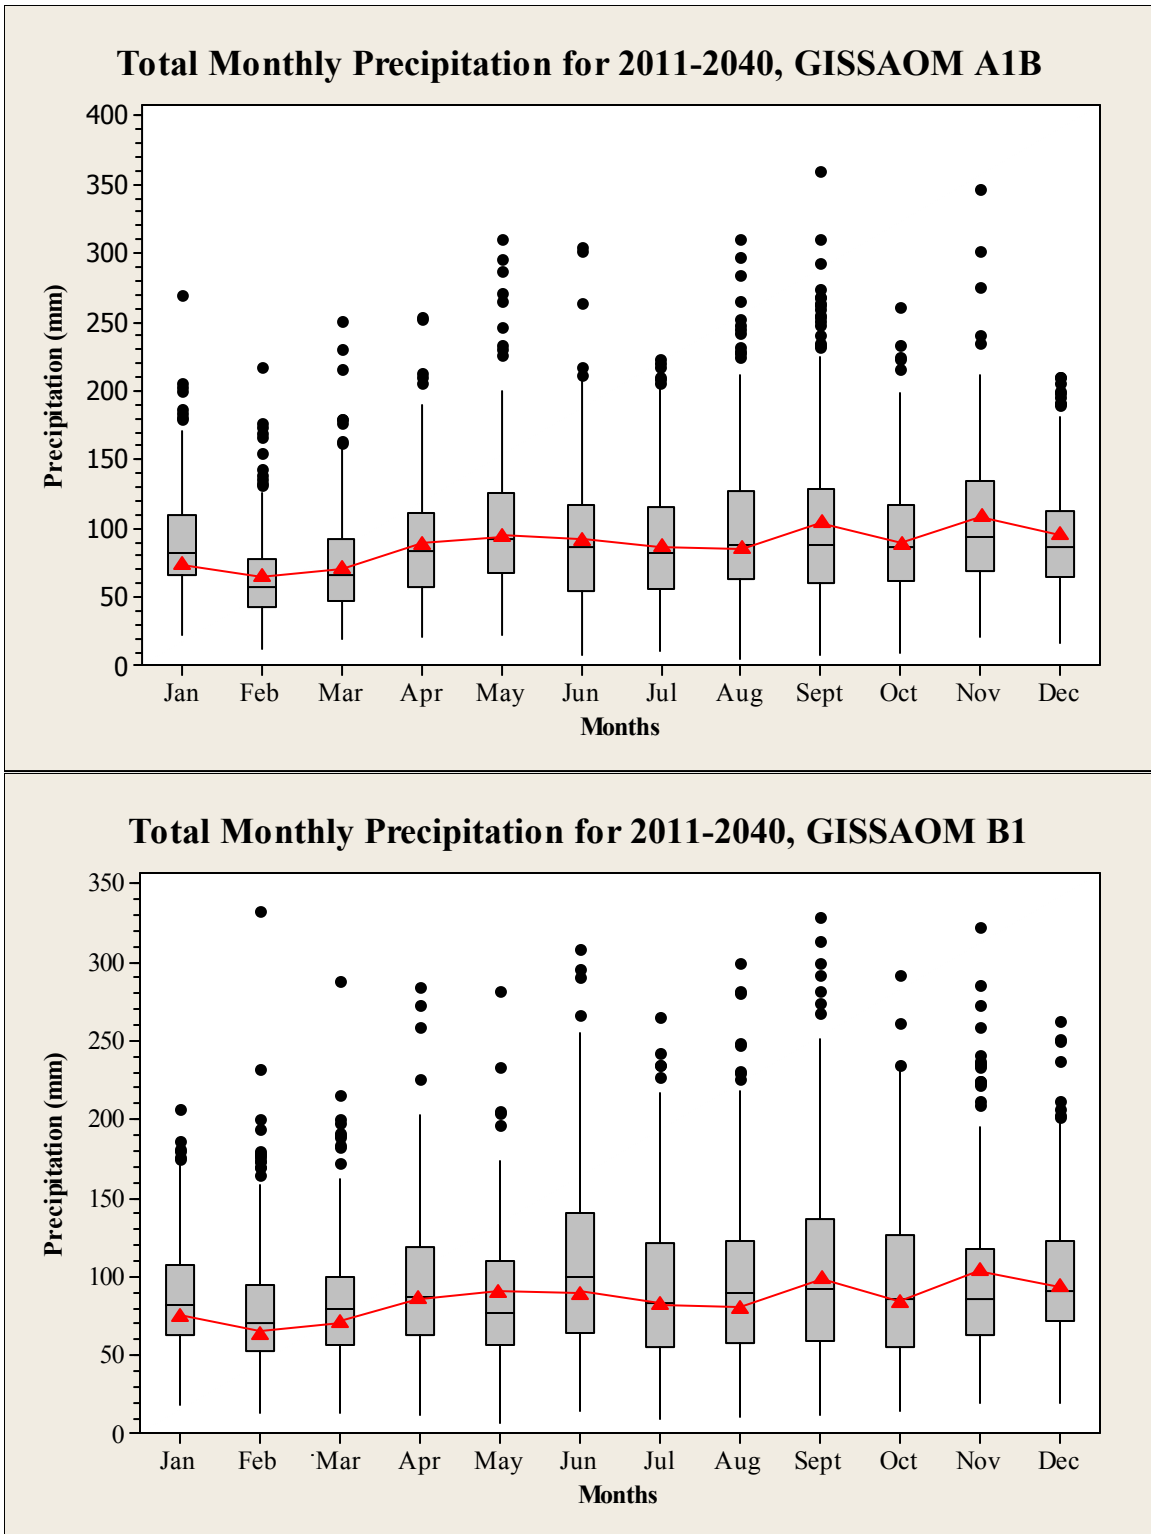 Total Monthly Precipitation for 2011-2040, GISSAOM A1B
400
350
300
250
200
150
100
50
0
Precipitation (mm)
Jan Feb Mar Apr May Jun Jul Aug Sept Oct Nov Dec
Months
Total Monthly Precipitation for 2011-2040, GISSAOM B1
350
300
250
200
150
100
50
0
Precipitation (mm)
Jan Feb Mar Apr May Jun Jul Aug Sept Oct Nov Dec
Months